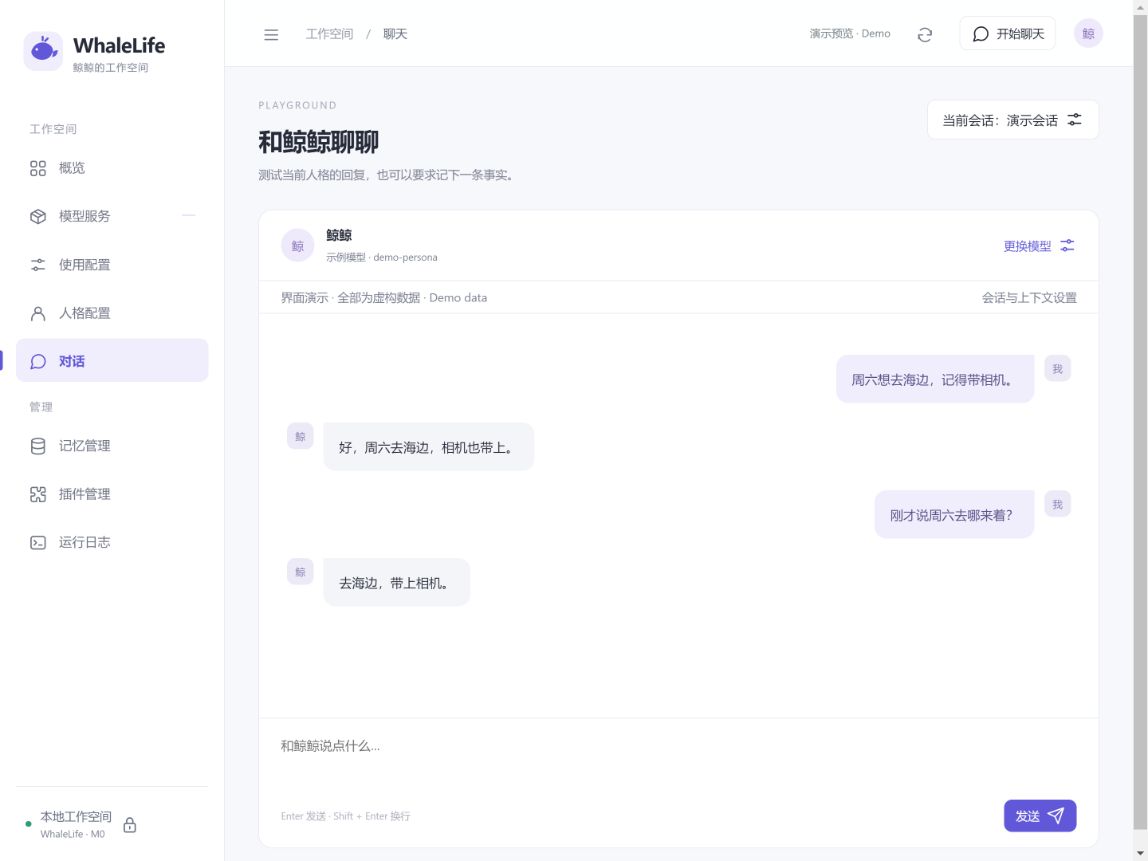 WhaleLife
鲸鲸的工作空间
工作空间
概览
模型服务
使用配置
人格配置
对话
管理
记忆管理
插件管理
运行日志
本地工作空间
WhaleLife · M0
工作空间 / 聊天
演示预览 · Demo
开始聊天
鲸
PLAYGROUND
和鲸鲸聊聊
测试当前人格的回复，也可以要求记下一条事实。
当前会话：演示会话
鲸
鲸鲸
示例模型 · demo-persona
更换模型
界面演示 · 全部为虚构数据 · Demo data
会话与上下文设置
周六想去海边，记得带相机。
我
鲸
好，周六去海边，相机也带上。
刚才说周六去哪来着？
我
鲸
去海边，带上相机。
和鲸鲸说点什么...
Enter 发送 · Shift + Enter 换行
发送